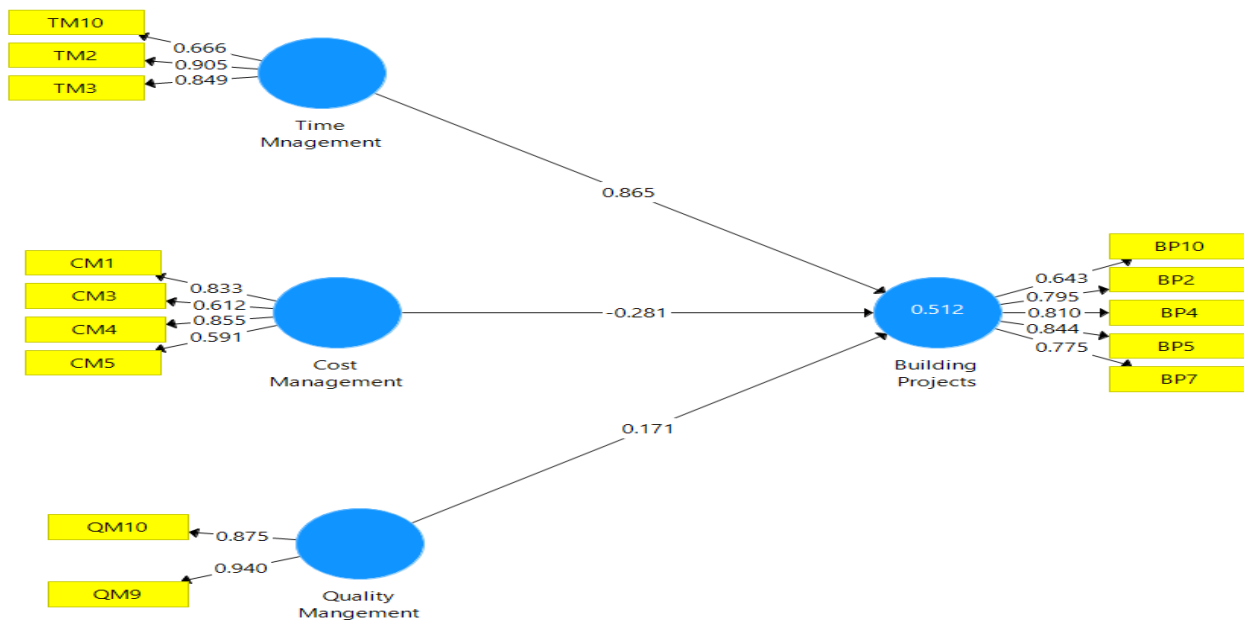 TM10
0.666
TM2
0.905
TM3
0.849
Time
Mnagement
0.865
CM1
0.833
CM3
0.612
CM4
0.855
CM5
0.591
Cost
Management
-0.281
0.512
Building
Projects
BP10
0.643
BP2
0.795
BP4
0.810
BP5
0.844
BP7
0.775
0.171
QM10
0.875
QM9
0.940
Quality
Mangement